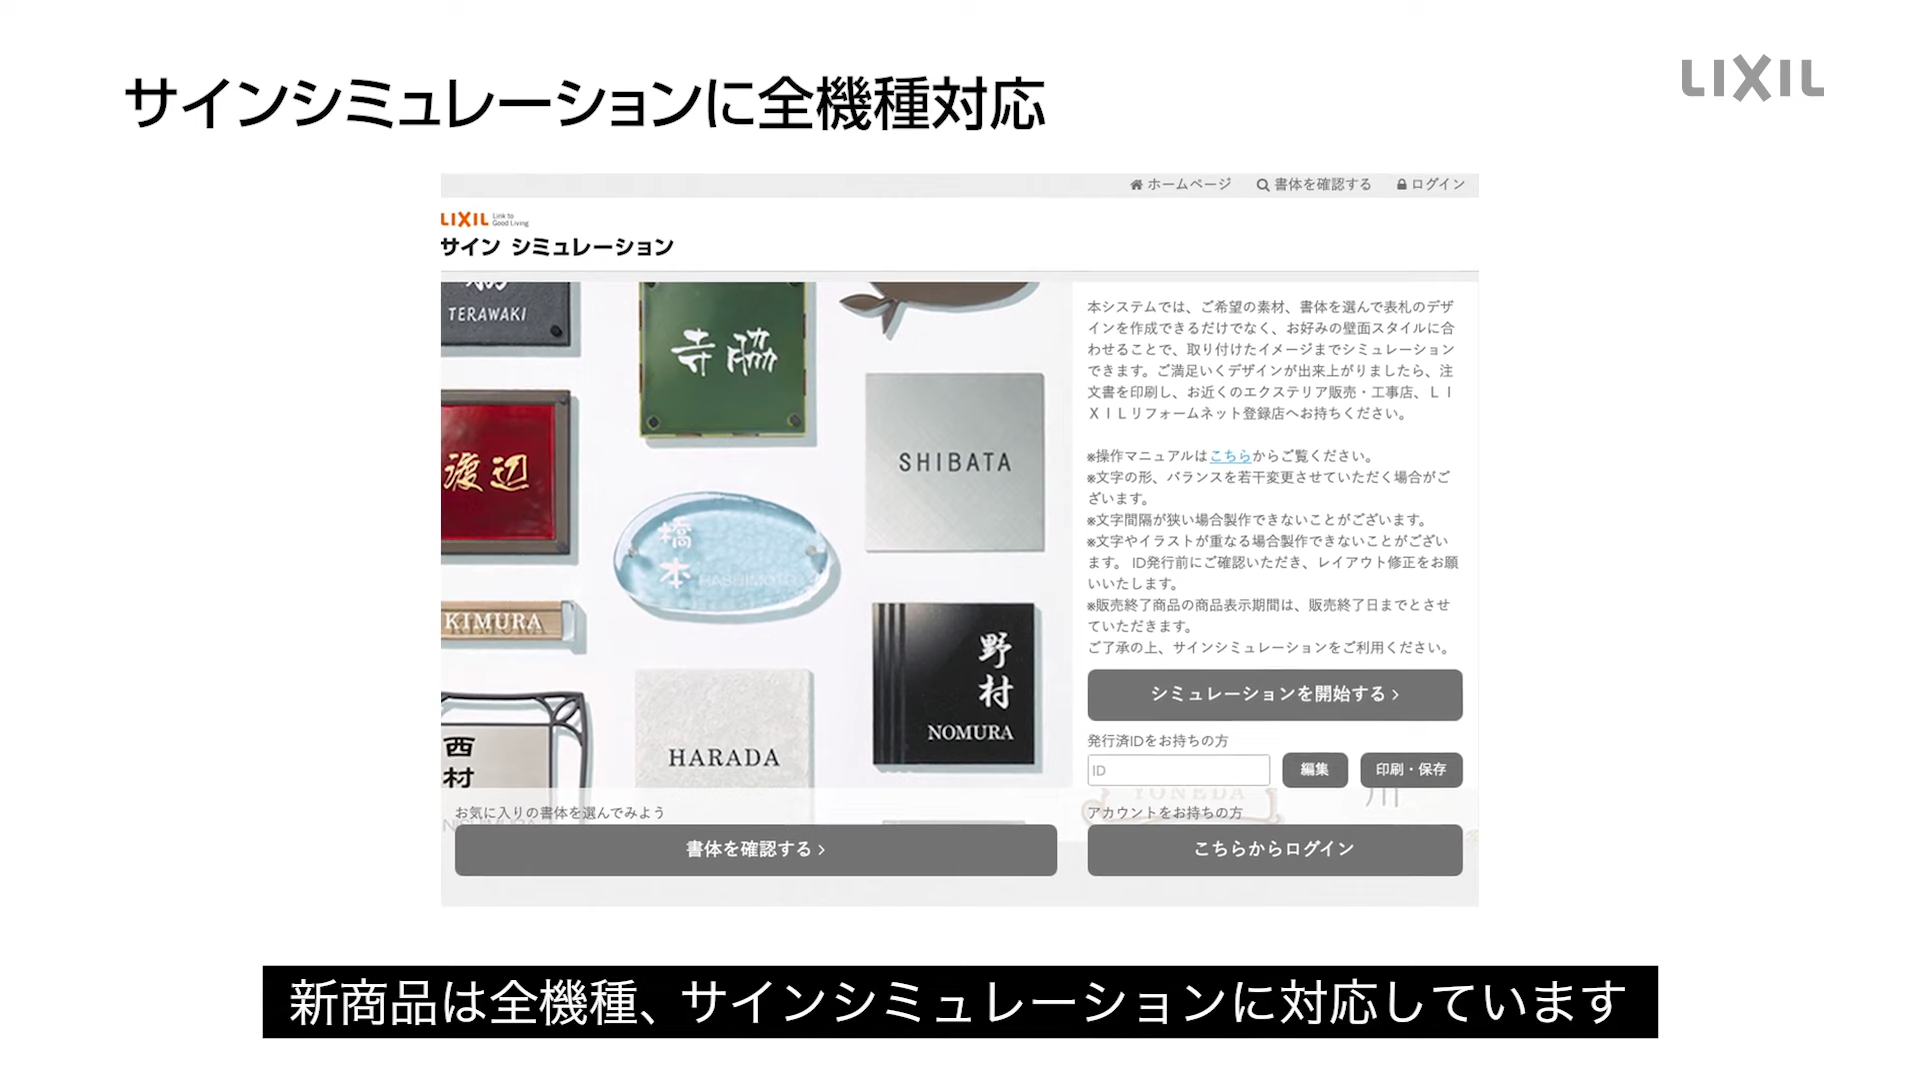 サインシミュレーションに全機種対応
LIXIL
ホームページ
書体を確認する
ログイン
LIXIL Link to Good Living
サイン シミュレーション
TERAWAKI
寺脇
渡辺
SHIBATA
橋本
HASHIMOTO
KIMURA
野村
NOMURA
西村
HARADA
本システムでは、ご希望の素材、書体を選んで表札のデザ
インを作成できるだけでなく、お好みの壁面スタイルに合
わせることで、取り付けたイメージまでシミュレーション
できます。ご満足いくデザインが出来上がりましたら、注
文書を印刷し、お近くのエクステリア販売・工事店、ＬＩ
ＸＩＬリフォームネット登録店へお持ちください。
※操作マニュアルはこちらからご覧ください。
※文字の形、バランスを若干変更させていただく場合がご
ざいます。
※文字間隔が狭い場合製作できないことがございます。
※文字やイラストが重なる場合製作できないことがござい
ます。 ID発行前にご確認いただき、レイアウト修正をお願
いいたします。
※販売終了商品の商品表示期間は、販売終了日までとさせ
ていただきます。
ご了承の上、サインシミュレーションをご利用ください。
シミュレーションを開始する ›
発行済IDをお持ちの方
ID
編集
印刷・保存
YONEDA
川
お気に入りの書体を選んでみよう
書体を確認する ›
アカウントをお持ちの方
こちらからログイン
新商品は全機種、サインシミュレーションに対応しています